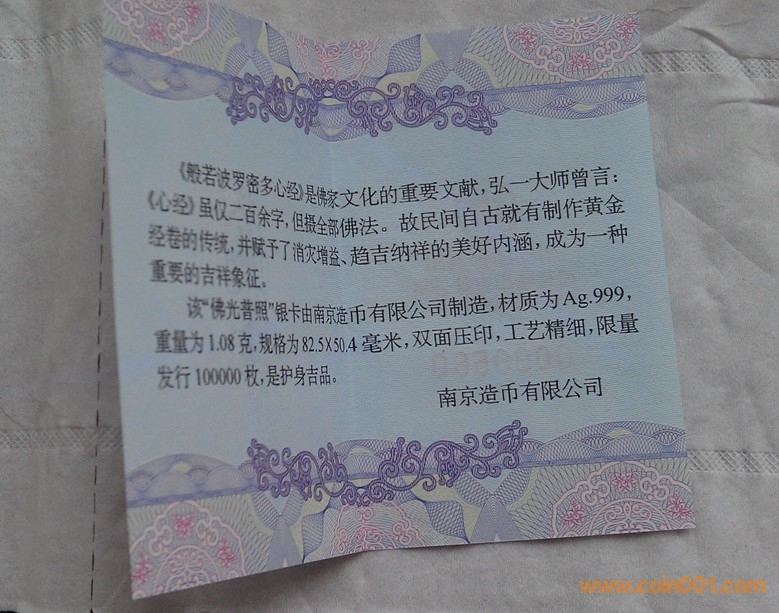 《般若波罗密多心经》是佛家文化的重要文献，弘一大师曾言：
《心经》虽仅二百余字，但摄全部佛法。故民间自古就有制作黄金
经卷的传统，并赋予了消灾增益、趋吉纳祥的美好内涵，成为一种
重要的吉祥象征。
该“佛光普照”银卡由南京造币有限公司制造，材质为Ag.999，
重量为1.08克，规格为82.5×50.4毫米，双面压印，工艺精细，限量
发行100000枚，是护身吉品。
南京造币有限公司
www.coin001.com